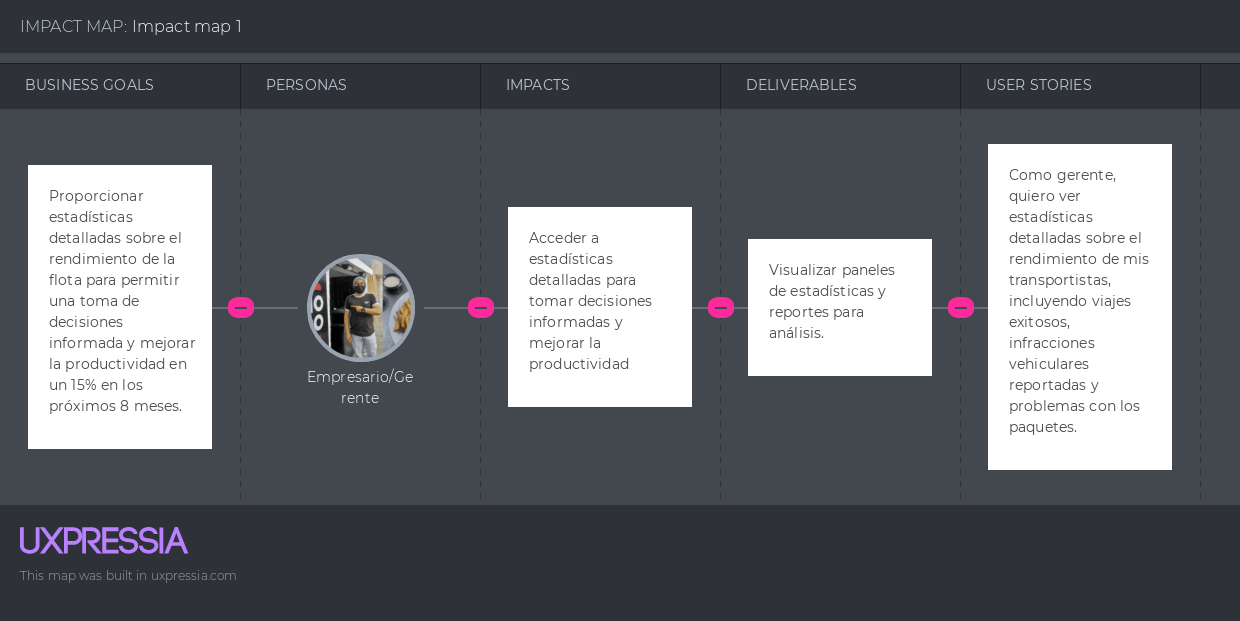 IMPACT MAP: Impact map 1
BUSINESS GOALS
PERSONAS
IMPACTS
DELIVERABLES
USER STORIES
Proporcionar
estadísticas
detalladas sobre el
rendimiento de la
flota para permitir
una toma de
decisiones
informada y mejorar
la productividad en
un 15% en los
próximos 8 meses.
Empresario/Ge
rente
Acceder a
estadísticas
detalladas para
tomar decisiones
informadas y
mejorar la
productividad
Visualizar paneles
de estadísticas y
reportes para
análisis.
Como gerente,
quiero ver
estadísticas
detalladas sobre el
rendimiento de mis
transportistas,
incluyendo viajes
exitosos,
infracciones
vehiculares
reportadas y
problemas con los
paquetes.
UXPRESSIA
This map was built in uxpressia.com